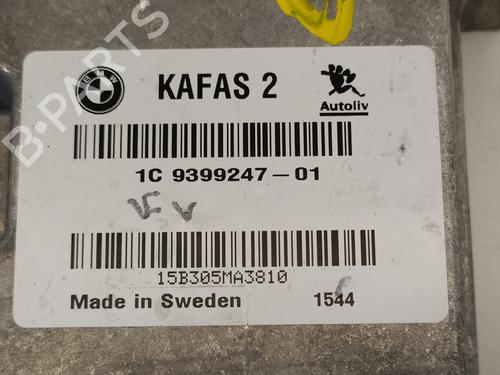 BMW
KAFAS 2
Autoliv
1C 9399247-01
15B305MA3810
Made in Sweden 1544
B-PARTS